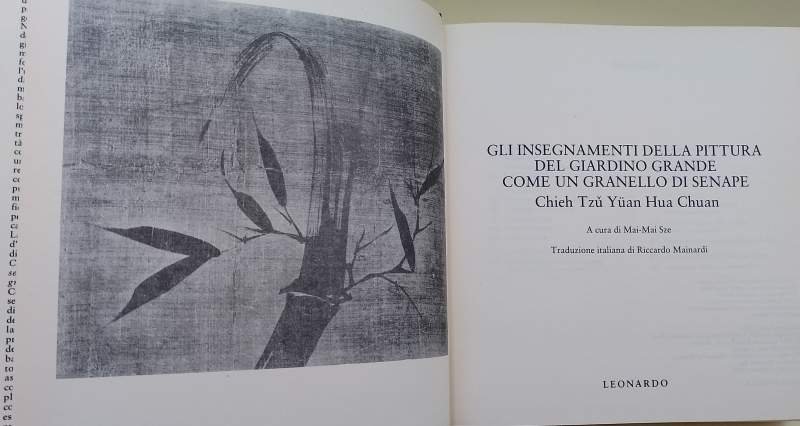 GLI INSEGNAMENTI DELLA PITTURA
DEL GIARDINO GRANDE
COME UN GRANELLO DI SENAPE
Chieh Tzŭ Yüan Hua Chuan
A cura di Mai-Mai Sze
Traduzione italiana di Riccardo Mainardi
LEONARDO